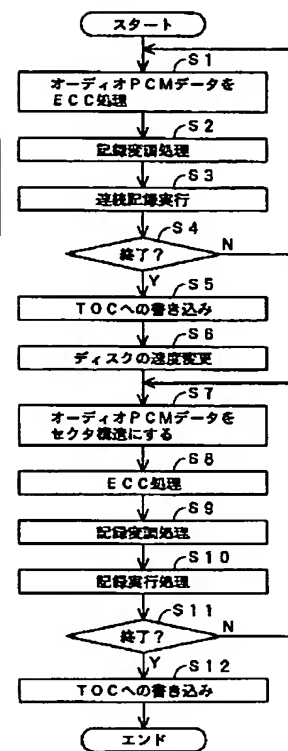 スタート
S1
オーディオPCMデータを
ECC処理
S2
記録変調処理
S3
連続記録実行
S4
終了?
N
Y
S5
TOCへの書き込み
S6
ディスクの速度変更
S7
オーディオPCMデータを
セクタ構造にする
S8
ECC処理
S9
記録変調処理
S10
記録実行処理
S11
終了?
N
Y
S12
TOCへの書き込み
エンド